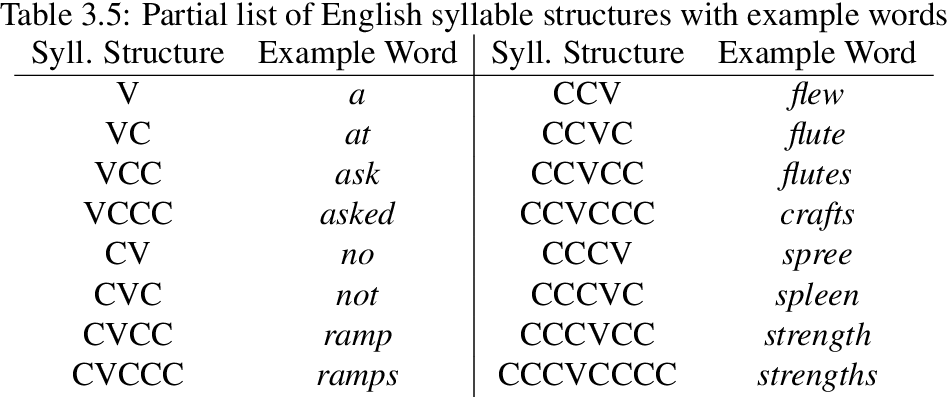 Table 3.5: Partial list of English syllable structures with example words
Syll. Structure Example Word Syll. Structure Example Word
V a CCV flew
VC at CCVC flute
VCC ask CCVCC flutes
VCCC asked CCVCCC crafts
CV no CCCV spree
CVC not CCCVC spleen
CVCC ramp CCCVCC strength
CVCCC ramps CCCVCCCC strengths